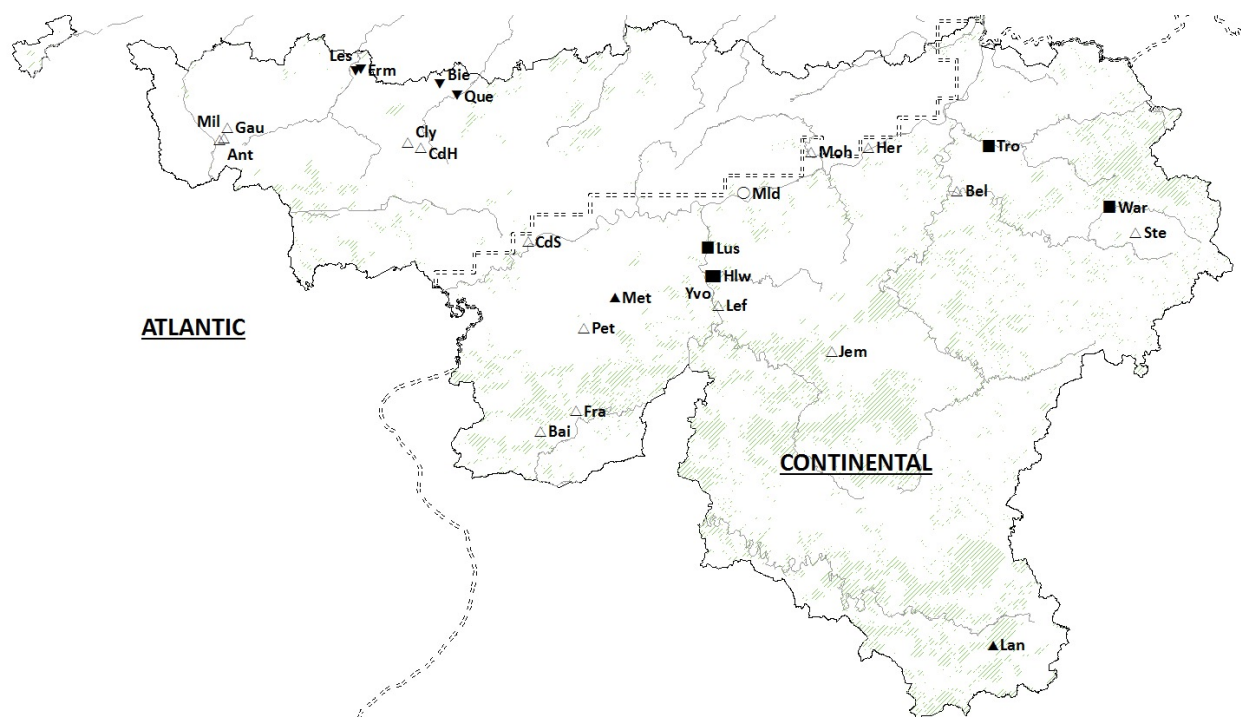 Les
Erm
Bie
Que
Mil
Gau
Ant
Cly
CdH
Moh
Her
Tro
Mld
Bel
War
Ste
CdS
Lus
Hlw
Yvo
Met
Lef
ATLANTIC
Pet
Jem
Fra
Bai
CONTINENTAL
Lan